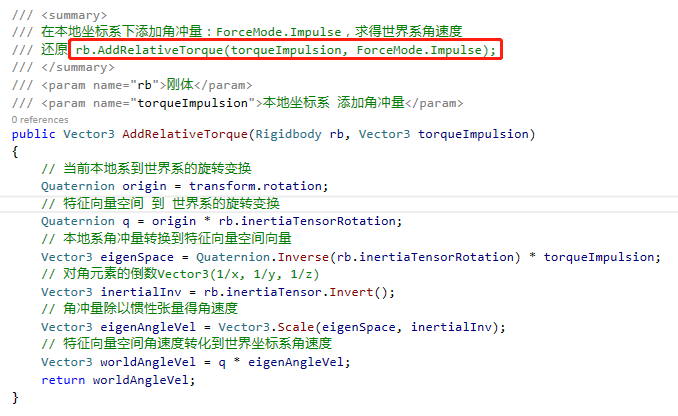 /// <summary>
/// 在本地坐标系下添加角冲量：ForceMode.Impulse，求得世界系角速度
/// 还原 rb.AddRelativeTorque(torqueImpulsion, ForceMode.Impulse);
/// </summary>
/// <param name="rb">刚体</param>
/// <param name="torqueImpulsion">本地坐标系 添加角冲量</param>
0 references
public Vector3 AddRelativeTorque(Rigidbody rb, Vector3 torqueImpulsion)
{
// 当前本地系到世界系的旋转变换
Quaternion origin = transform.rotation;
// 特征向量空间 到 世界系的旋转变换
Quaternion q = origin * rb.inertiaTensorRotation;
// 本地系角冲量转换到特征向量空间向量
Vector3 eigenSpace = Quaternion.Inverse(rb.inertiaTensorRotation) * torqueImpulsion;
// 对角元素的倒数Vector3(1/x, 1/y, 1/z)
Vector3 inertialInv = rb.inertiaTensor.Invert();
// 角冲量除以惯性张量得角速度
Vector3 eigenAngleVel = Vector3.Scale(eigenSpace, inertialInv);
// 特征向量空间角速度转化到世界坐标系角速度
Vector3 worldAngleVel = q * eigenAngleVel;
return worldAngleVel;
}